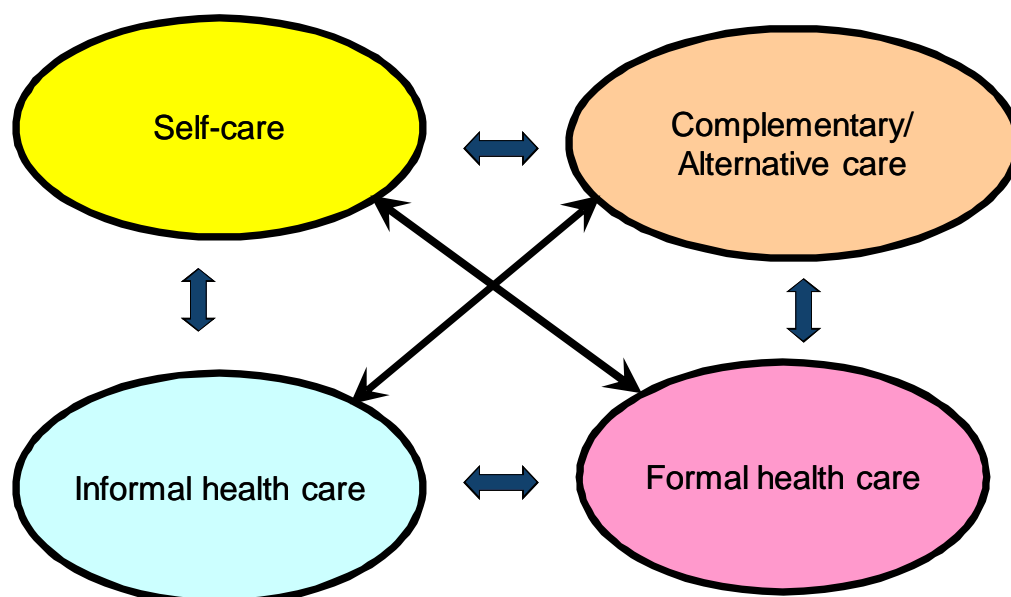 Self-care
Complementary/
Alternative care
Informal health care
Formal health care